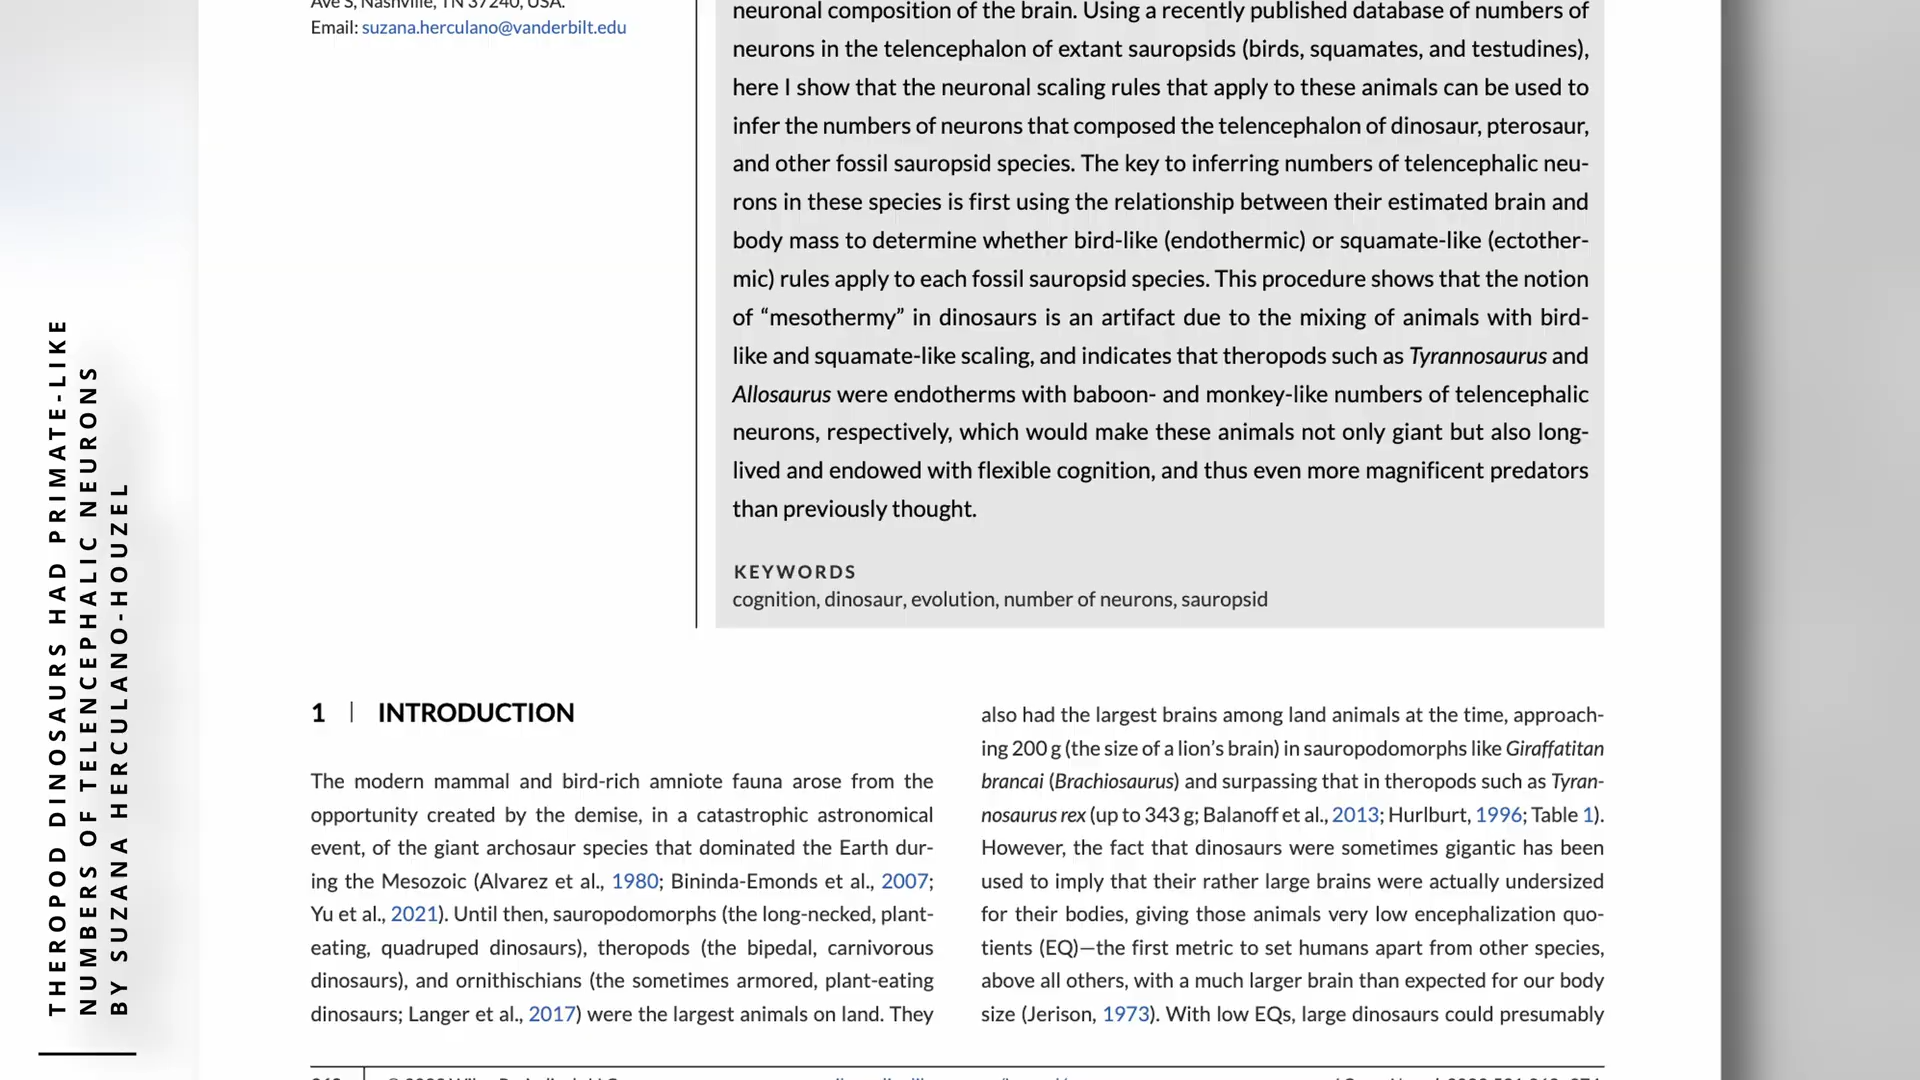 THEROPOD DINOSAURS HAD PRIMATE-LIKE
NUMBERS OF TELENCEPHALIC NEURONS
BY SUZANA HERCULANO-HOUZEL
Ave S, Nashville, TN 37240, USA.
Email: suzana.herculano@vanderbilt.edu
neuronal composition of the brain. Using a recently published database of numbers of
neurons in the telencephalon of extant sauropsids (birds, squamates, and testudines),
here I show that the neuronal scaling rules that apply to these animals can be used to
infer the numbers of neurons that composed the telencephalon of dinosaur, pterosaur,
and other fossil sauropsid species. The key to inferring numbers of telencephalic neu-
rons in these species is first using the relationship between their estimated brain and
body mass to determine whether bird-like (endothermic) or squamate-like (ectother-
mic) rules apply to each fossil sauropsid species. This procedure shows that the notion
of “mesothermy” in dinosaurs is an artifact due to the mixing of animals with bird-
like and squamate-like scaling, and indicates that theropods such as Tyrannosaurus and
Allosaurus were endotherms with baboon- and monkey-like numbers of telencephalic
neurons, respectively, which would make these animals not only giant but also long-
lived and endowed with flexible cognition, and thus even more magnificent predators
than previously thought.
KEYWORDS
cognition, dinosaur, evolution, number of neurons, sauropsid
1 | INTRODUCTION
The modern mammal and bird-rich amniote fauna arose from the
opportunity created by the demise, in a catastrophic astronomical
event, of the giant archosaur species that dominated the Earth dur-
ing the Mesozoic (Alvarez et al., 1980; Bininda-Emonds et al., 2007;
Yu et al., 2021). Until then, sauropodomorphs (the long-necked, plant-
eating, quadruped dinosaurs), theropods (the bipedal, carnivorous
dinosaurs), and ornithischians (the sometimes armored, plant-eating
dinosaurs; Langer et al., 2017) were the largest animals on land. They
also had the largest brains among land animals at the time, approach-
ing 200 g (the size of a lion’s brain) in sauropodomorphs like Giraffatitan
brancai (Brachiosaurus) and surpassing that in theropods such as Tyran-
nosaurus rex (up to 343 g; Balanoff et al., 2013; Hurlburt, 1996; Table 1).
However, the fact that dinosaurs were sometimes gigantic has been
used to imply that their rather large brains were actually undersized
for their bodies, giving those animals very low encephalization quo-
tients (EQ)—the first metric to set humans apart from other species,
above all others, with a much larger brain than expected for our body
size (Jerison, 1973). With low EQs, large dinosaurs could presumably